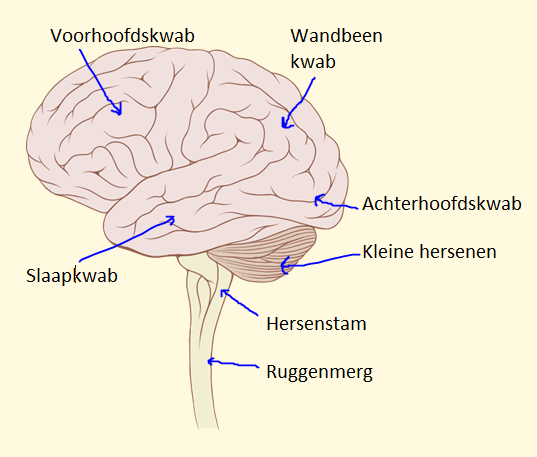 Voorhoofdskwab
Wandbeen
kwab
Achterhoofdskwab
Kleine hersenen
Slaapkwab
Hersenstam
Ruggenmerg